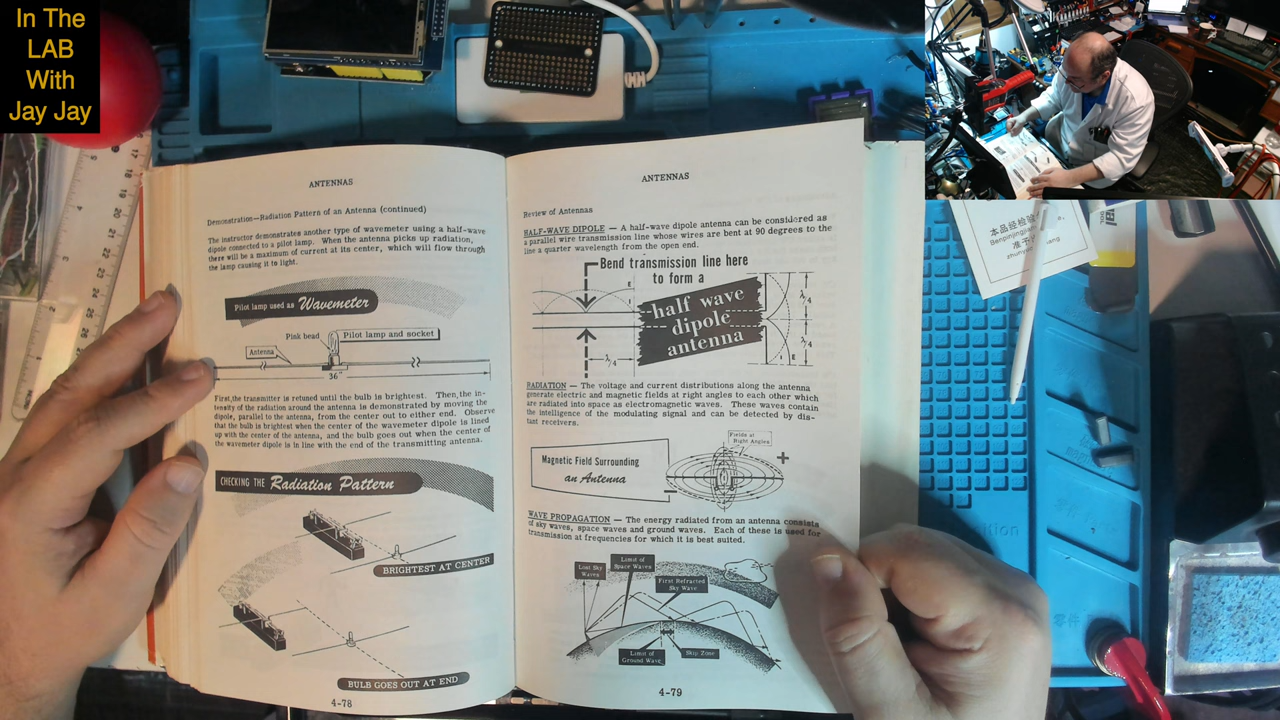 In The
LAB
With
Jay Jay
ANTENNAS
Demonstration—Radiation Pattern of an Antenna (continued)
The instructor demonstrates another type of wavemeter using a half-wave
dipole connected to a pilot lamp. When the antenna picks up radiation,
there will be a maximum of current at its center, which will flow through
the lamp causing it to light.
Pilot lamp used as Wavemeter
Pink bead
Pilot lamp and socket
Antenna
36"
First, the transmitter is retuned until the bulb is brightest. Then, the in-
tensity of the radiation around the antenna is demonstrated by moving the
dipole, parallel to the antenna, from the center out to either end. Observe
that the bulb is brightest when the center of the wavemeter dipole is lined
up with the center of the antenna, and the bulb goes out when the center of
the wavemeter dipole is in line with the end of the transmitting antenna.
CHECKING THE Radiation Pattern
BRIGHTEST AT CENTER
BULB GOES OUT AT END
4-78
ANTENNAS
Review of Antennas
HALF-WAVE DIPOLE — A half-wave dipole antenna can be considered as
a parallel wire transmission line whose wires are bent at 90 degrees to the
line a quarter wavelength from the open end.
Bend transmission line here
to form a
half wave
dipole
antenna
E
I
λ/4
λ/4
λ/4
I
E
RADIATION — The voltage and current distributions along the antenna
generate electric and magnetic fields at right angles to each other which
are radiated into space as electromagnetic waves. These waves contain
the intelligence of the modulating signal and can be detected by dis-
tant receivers.
Fields at
Right Angles
Magnetic Field Surrounding
an Antenna
+
−
WAVE PROPAGATION — The energy radiated from an antenna consists
of sky waves, space waves and ground waves. Each of these is used for
transmission at frequencies for which it is best suited.
Lost Sky
Waves
Limit of
Space Waves
First Refracted
Sky Wave
Limit of
Ground Wave
Skip Zone
4-79
本品经检验
准予